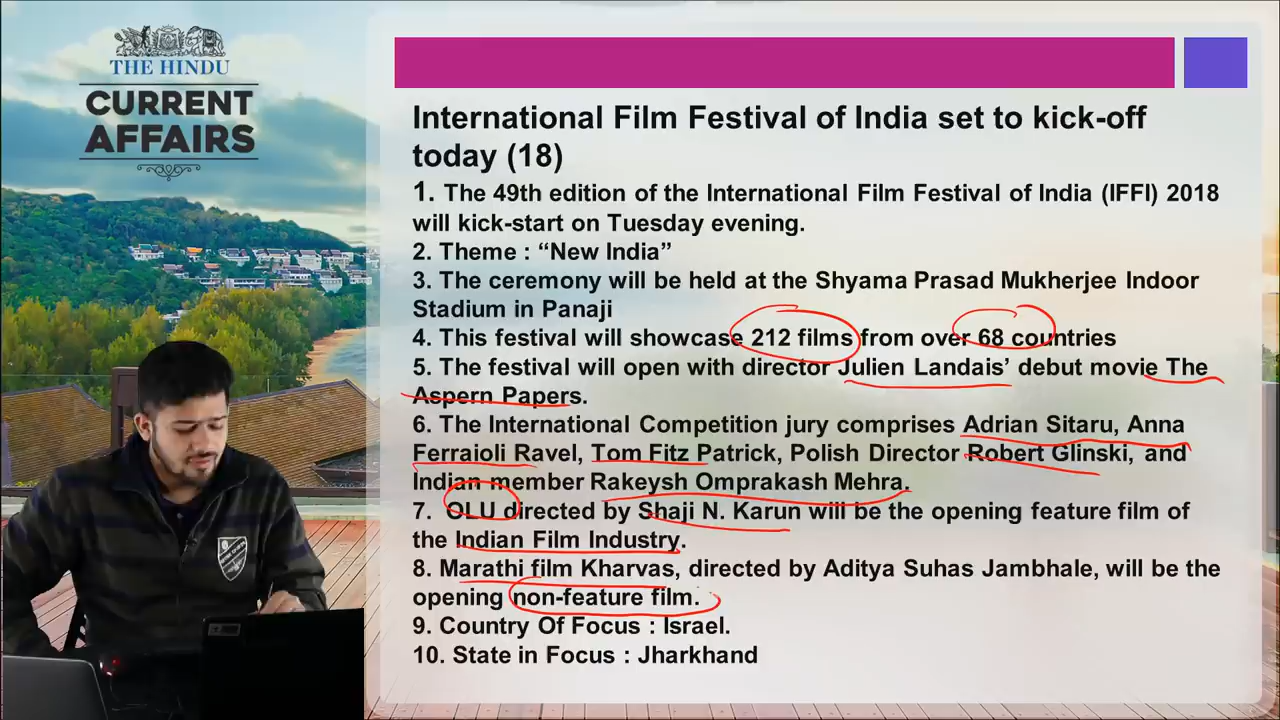 THE HINDU
CURRENT
AFFAIRS
International Film Festival of India set to kick-off
today (18)
1. The 49th edition of the International Film Festival of India (IFFI) 2018
will kick-start on Tuesday evening.
2. Theme : “New India”
3. The ceremony will be held at the Shyama Prasad Mukherjee Indoor
Stadium in Panaji
4. This festival will showcase 212 films from over 68 countries
5. The festival will open with director Julien Landais’ debut movie The
Aspern Papers.
6. The International Competition jury comprises Adrian Sitaru, Anna
Ferraioli Ravel, Tom Fitz Patrick, Polish Director Robert Glinski, and
Indian member Rakeysh Omprakash Mehra.
7. OLU directed by Shaji N. Karun will be the opening feature film of
the Indian Film Industry.
8. Marathi film Kharvas, directed by Aditya Suhas Jambhale, will be the
opening non-feature film.
9. Country Of Focus : Israel.
10. State in Focus : Jharkhand